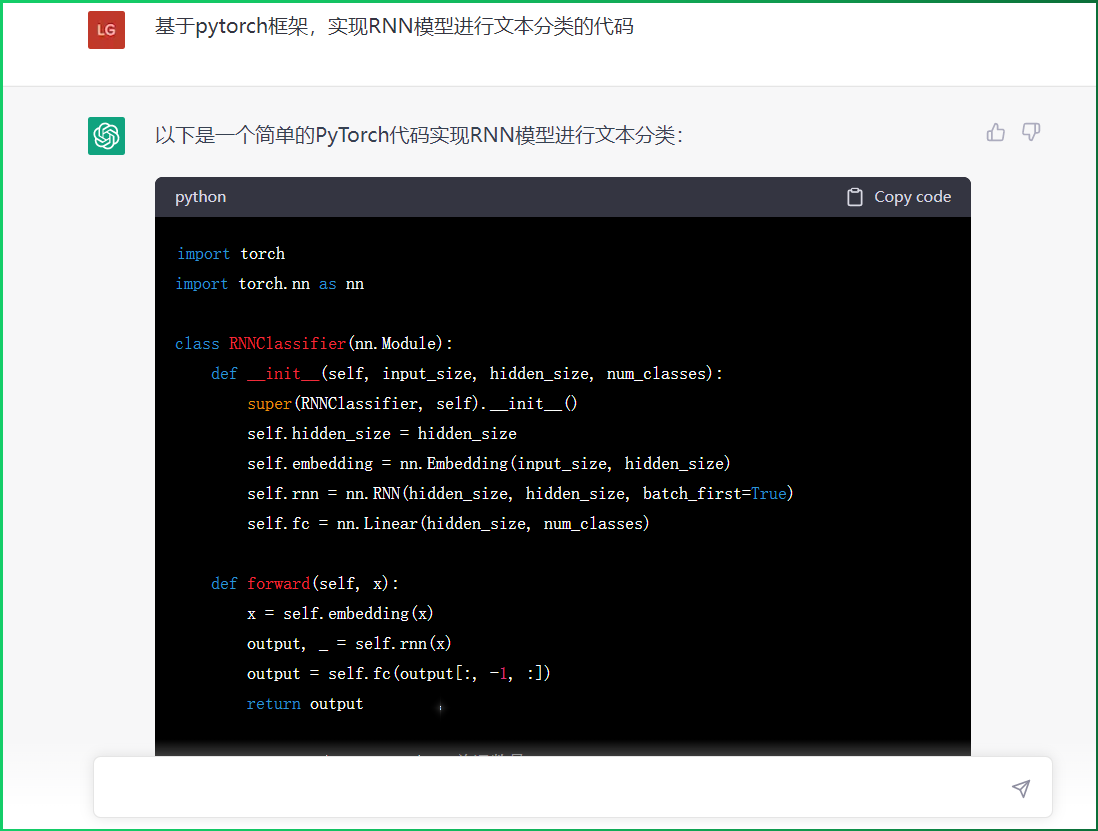 LG
基于pytorch框架，实现RNN模型进行文本分类的代码
以下是一个简单的PyTorch代码实现RNN模型进行文本分类：
python
Copy code
import torch
import torch.nn as nn
class RNNClassifier(nn.Module):
    def __init__(self, input_size, hidden_size, num_classes):
        super(RNNClassifier, self).__init__()
        self.hidden_size = hidden_size
        self.embedding = nn.Embedding(input_size, hidden_size)
        self.rnn = nn.RNN(hidden_size, hidden_size, batch_first=True)
        self.fc = nn.Linear(hidden_size, num_classes)
    def forward(self, x):
        x = self.embedding(x)
        output, _ = self.rnn(x)
        output = self.fc(output[:, -1, :])
        return output